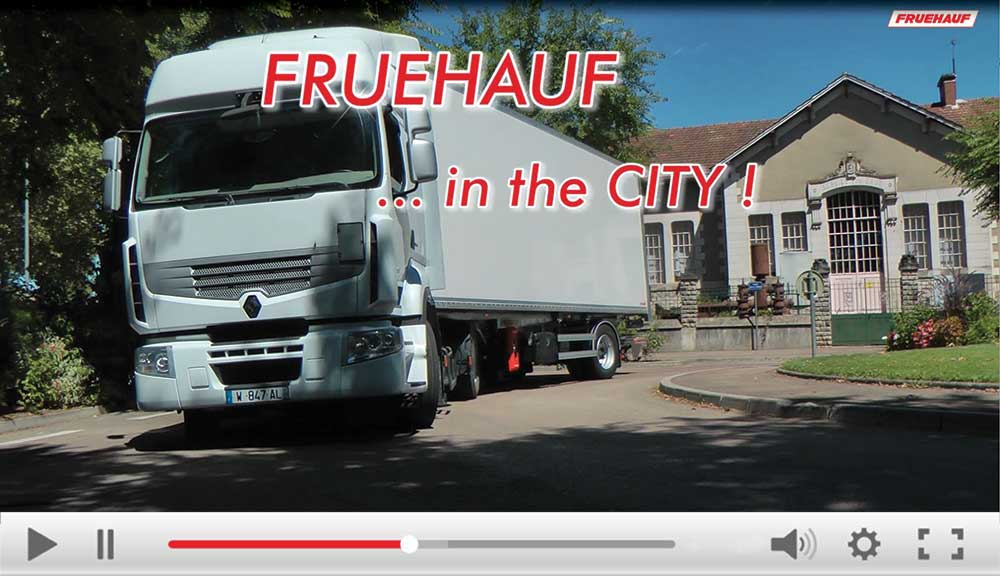 FRUEHAUF
FRUEHAUF
... in the CITY !
W 847 AL